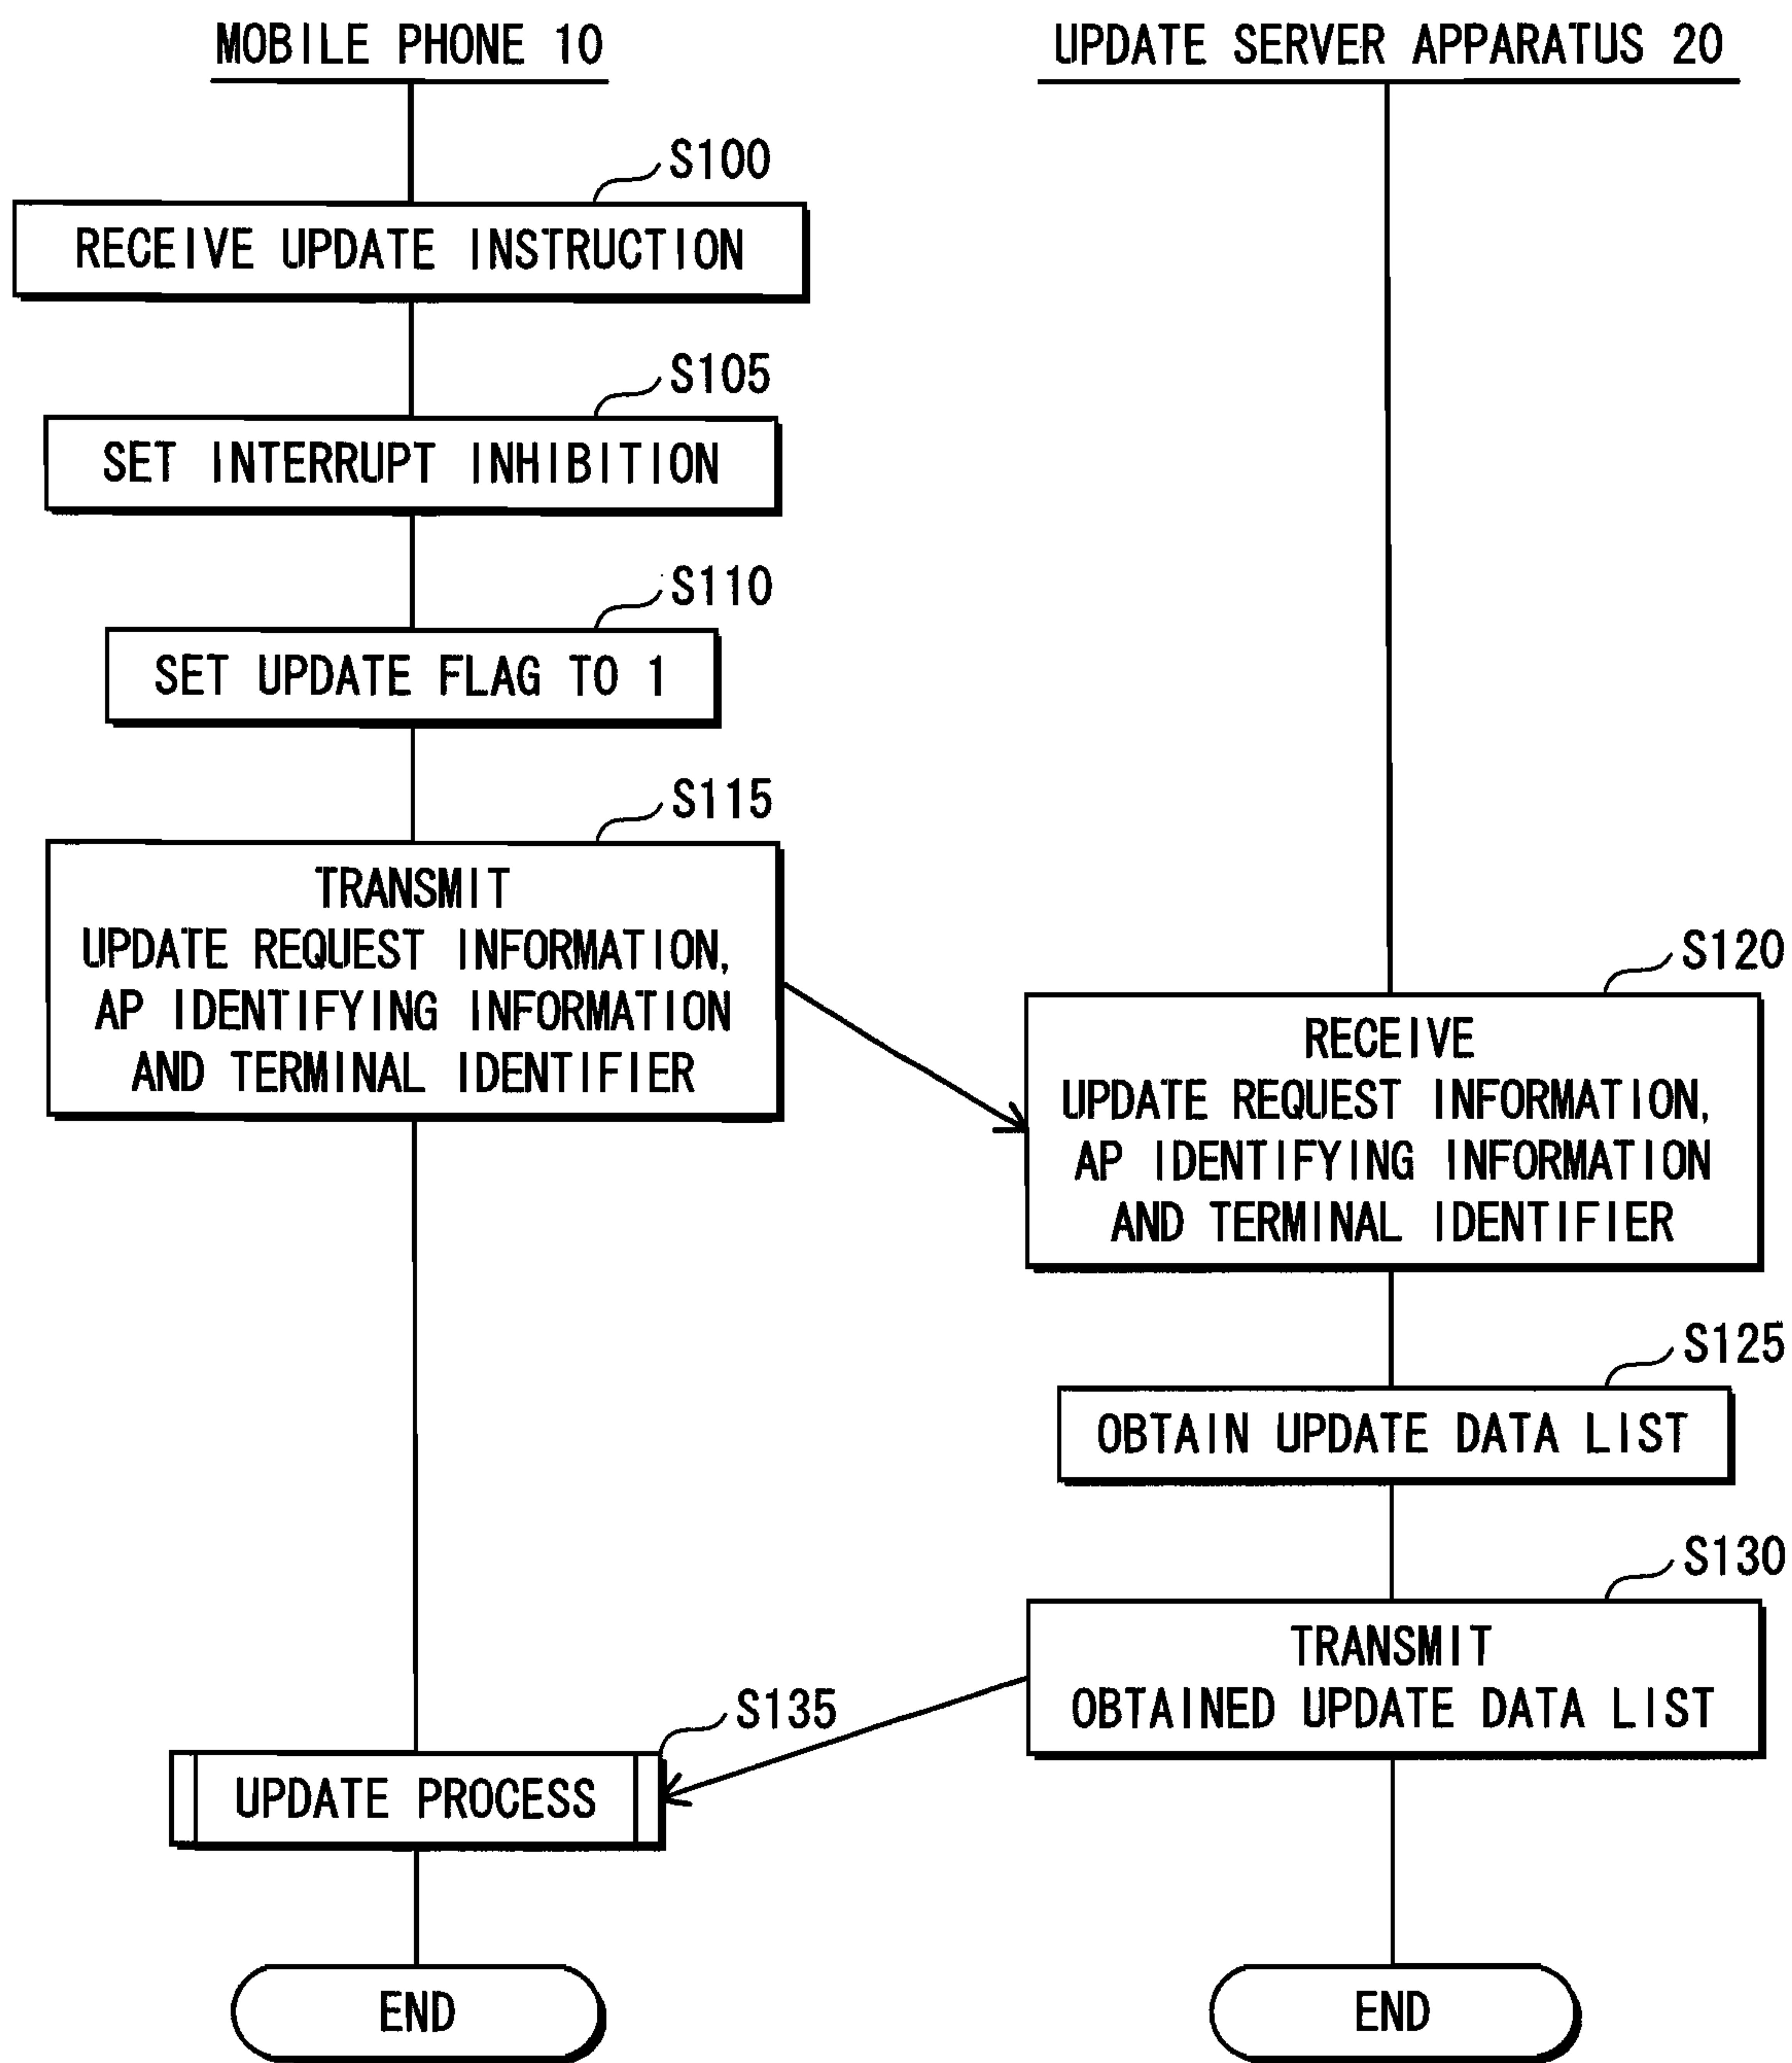 MOBILE PHONE 10
UPDATE SERVER APPARATUS 20
S100
RECEIVE UPDATE INSTRUCTION
S105
SET INTERRUPT INHIBITION
S110
SET UPDATE FLAG TO 1
S115
TRANSMIT
UPDATE REQUEST INFORMATION,
AP IDENTIFYING INFORMATION
AND TERMINAL IDENTIFIER
S120
RECEIVE
UPDATE REQUEST INFORMATION,
AP IDENTIFYING INFORMATION
AND TERMINAL IDENTIFIER
S125
OBTAIN UPDATE DATA LIST
S130
TRANSMIT
OBTAINED UPDATE DATA LIST
S135
UPDATE PROCESS
END
END